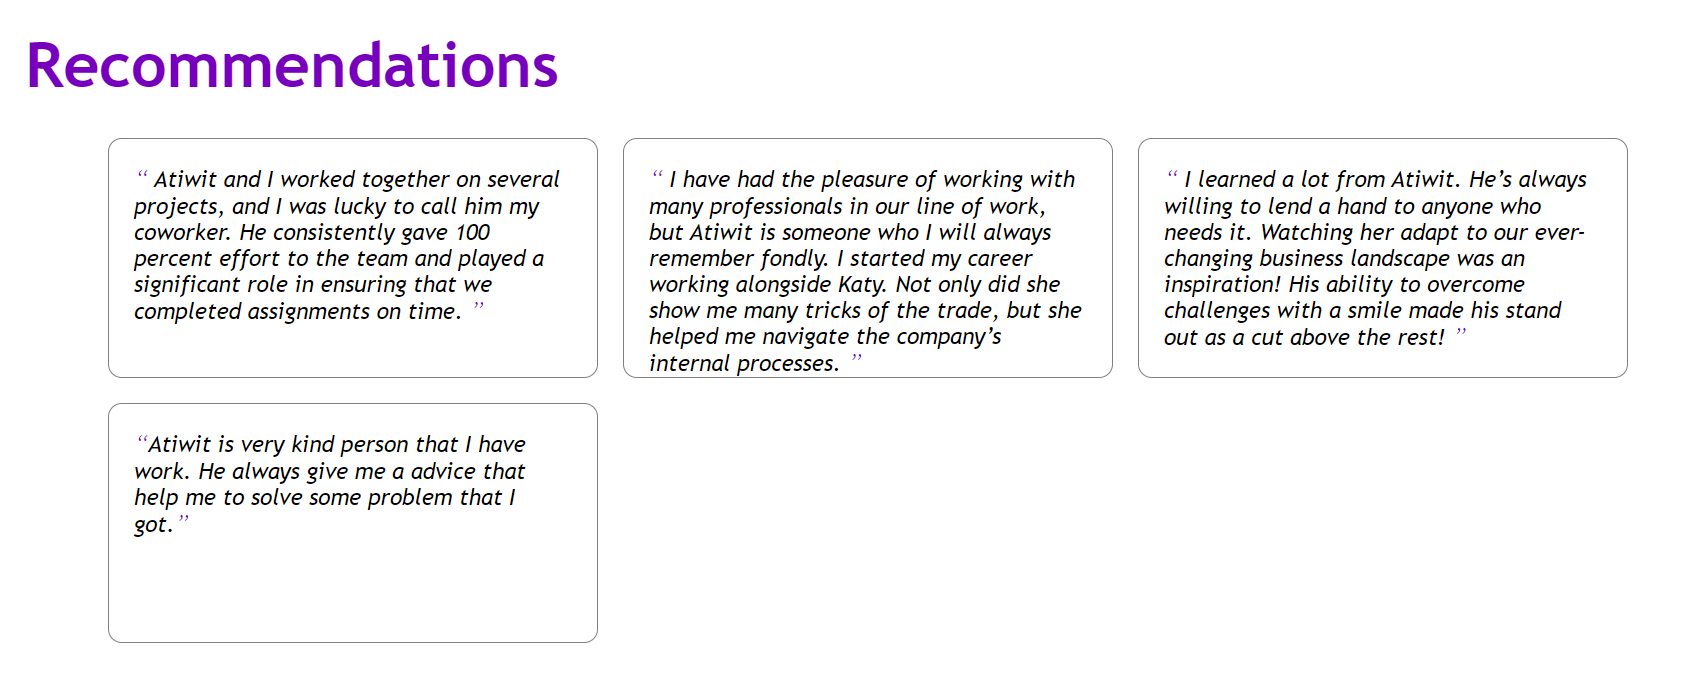 Recommendations
“ Atiwit and I worked together on several
projects, and I was lucky to call him my
coworker. He consistently gave 100
percent effort to the team and played a
significant role in ensuring that we
completed assignments on time. ”
“ I have had the pleasure of working with
many professionals in our line of work,
but Atiwit is someone who I will always
remember fondly. I started my career
working alongside Katy. Not only did she
show me many tricks of the trade, but she
helped me navigate the company’s
internal processes. ”
“ I learned a lot from Atiwit. He’s always
willing to lend a hand to anyone who
needs it. Watching her adapt to our ever-
changing business landscape was an
inspiration! His ability to overcome
challenges with a smile made his stand
out as a cut above the rest! ”
“Atiwit is very kind person that I have
work. He always give me a advice that
help me to solve some problem that I
got.”